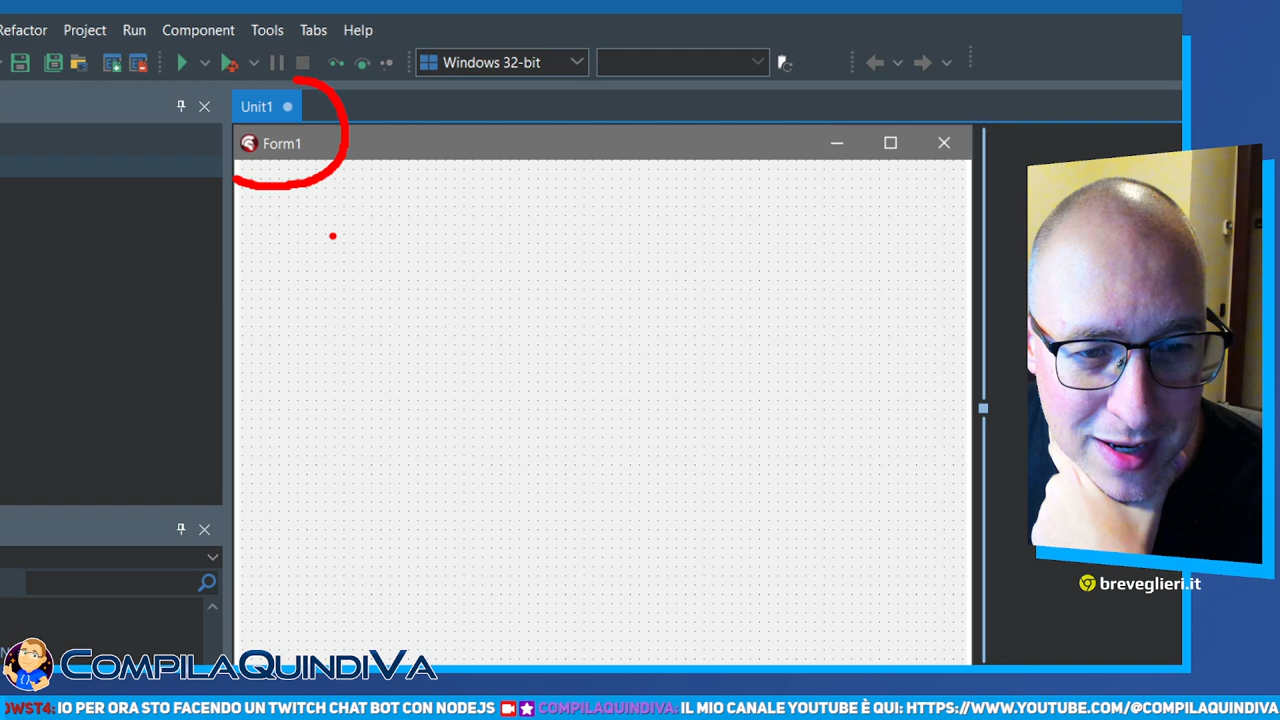 Refactor Project Run Component Tools Tabs Help
Windows 32-bit
Unit1
Form1
breveglieri.it
COMPILAQUINDIVA
OWST4: IO PER ORA STO FACENDO UN TWITCH CHAT BOT CON NODEJS COMPILAQUINDIVA: IL MIO CANALE YOUTUBE È QUI: HTTPS://WWW.YOUTUBE.COM/@COMPILAQUINDIVA